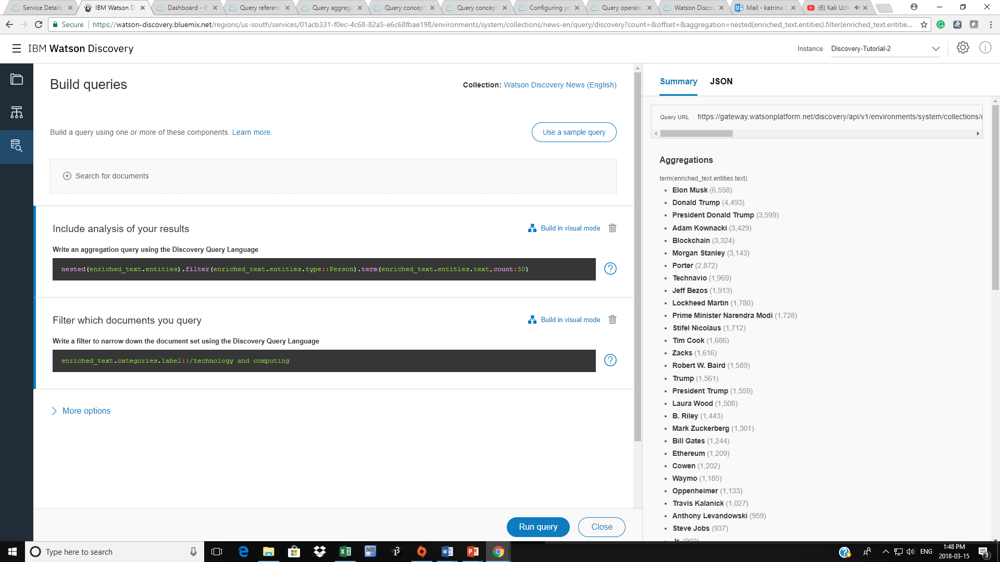 Service Details
IBM Watson D
Dashboard - IE
Query referenc
Query aggrega
Query concept
Query concept
Configuring yo
Query operato
Watson Discov
Mail - katrina.
(6) Kali Uch
Secure
https://watson-discovery.bluemix.net/regions/us-south/services/01acb331-f0ec-4c68-82a5-e6c68fbae198/environments/system/collections/news-en/query/discovery?count=&offset=&aggregation=nested(enriched_text.entities).filter(enriched_text.entitie...
IBM Watson Discovery
Instance
Discovery-Tutorial-2
Build queries
Collection: Watson Discovery News (English)
Build a query using one or more of these components. Learn more.
Use a sample query
Search for documents
Include analysis of your results
Build in visual mode
Write an aggregation query using the Discovery Query Language
nested(enriched_text.entities).filter(enriched_text.entities.type::Person).term(enriched_text.entities.text,count:50)
Filter which documents you query
Build in visual mode
Write a filter to narrow down the document set using the Discovery Query Language
enriched_text.categories.label::/technology and computing
More options
Run query
Close
Summary
JSON
Query URL
https://gateway.watsonplatform.net/discovery/api/v1/environments/system/collections/
Aggregations
term(enriched_text.entities.text)
Elon Musk (6,558)
Donald Trump (4,493)
President Donald Trump (3,599)
Adam Kownacki (3,429)
Blockchain (3,324)
Morgan Stanley (3,143)
Porter (2,872)
Technavio (1,969)
Jeff Bezos (1,913)
Lockheed Martin (1,780)
Prime Minister Narendra Modi (1,728)
Stifel Nicolaus (1,712)
Tim Cook (1,686)
Zacks (1,616)
Robert W. Baird (1,589)
Trump (1,561)
President Trump (1,559)
Laura Wood (1,508)
B. Riley (1,443)
Mark Zuckerberg (1,301)
Bill Gates (1,244)
Ethereum (1,209)
Cowen (1,202)
Waymo (1,185)
Oppenheimer (1,133)
Travis Kalanick (1,027)
Anthony Levandowski (959)
Steve Jobs (937)
Jr. (902)
Type here to search
ENG
1:48 PM
2018-03-15
3